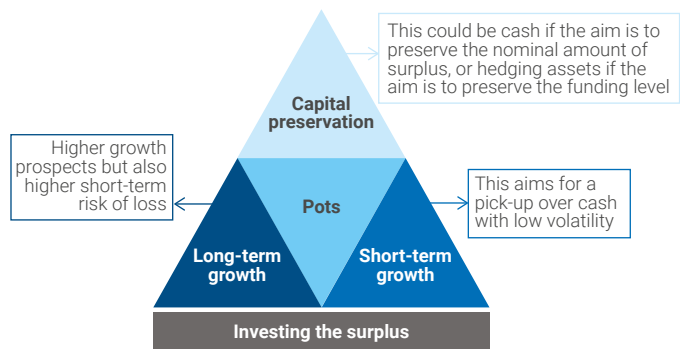 This could be cash if the aim is to
preserve the nominal amount of
surplus, or hedging assets if the
aim is to preserve the funding level
Capital
preservation
Higher growth
prospects but also
higher short-term
risk of loss
Pots
This aims for a
pick-up over cash
with low volatility
Long-term
growth
Short-term
growth
Investing the surplus